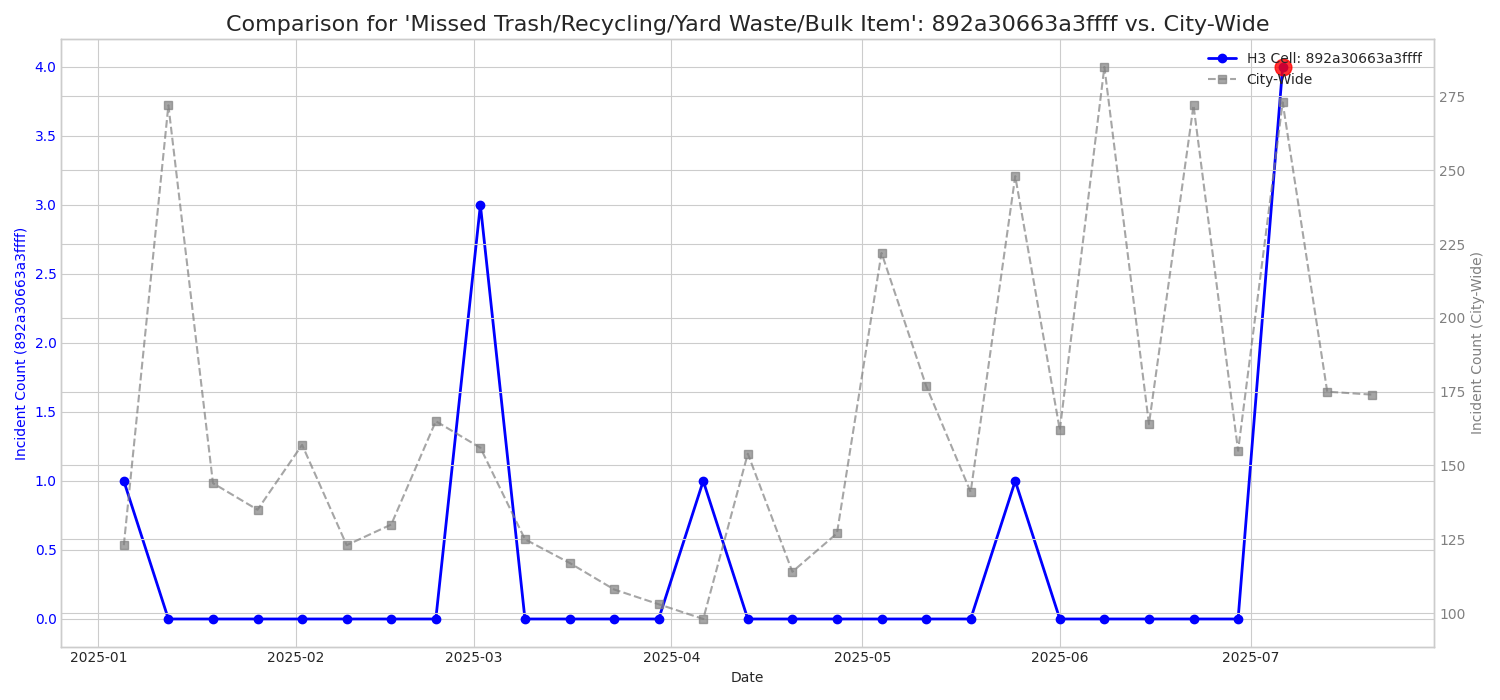 Comparison for 'Missed Trash/Recycling/Yard Waste/Bulk Item': 892a30663a3ffff vs. City-Wide
H3 Cell: 892a30663a3ffff
City-Wide
Incident Count (892a30663a3ffff)
4.0
3.5
3.0
2.5
2.0
1.5
1.0
0.5
0.0
275
250
225
200
175
150
125
100
Incident Count (City-Wide)
2025-01 2025-02 2025-03 2025-04 2025-05 2025-06 2025-07
Date